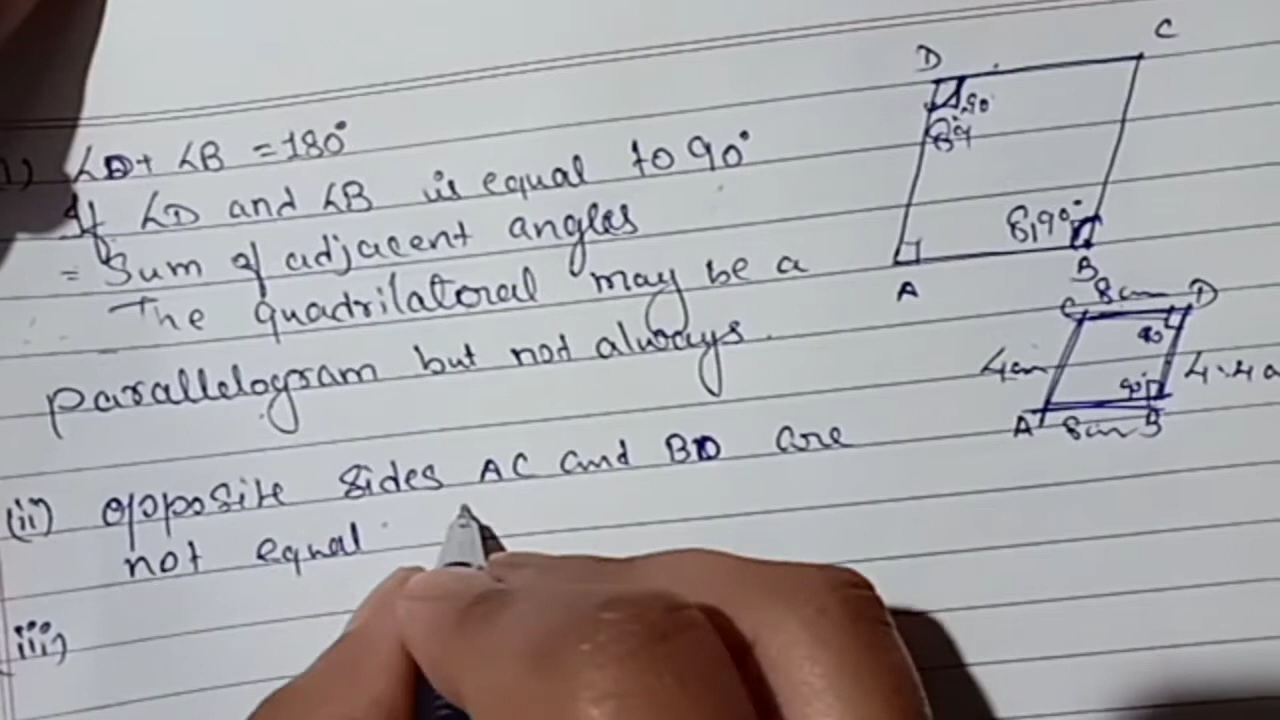 ∠D+ ∠B = 180°
If ∠D and ∠B is equal to 90°
= Sum of adjacent angles
The quadrilateral may be a
parallelogram but not always.
(ii) opposite sides AC and BD are
not equal
(iii)
D
C
90
A
B
C 8cm D
90
4cm
90
A 8cm B